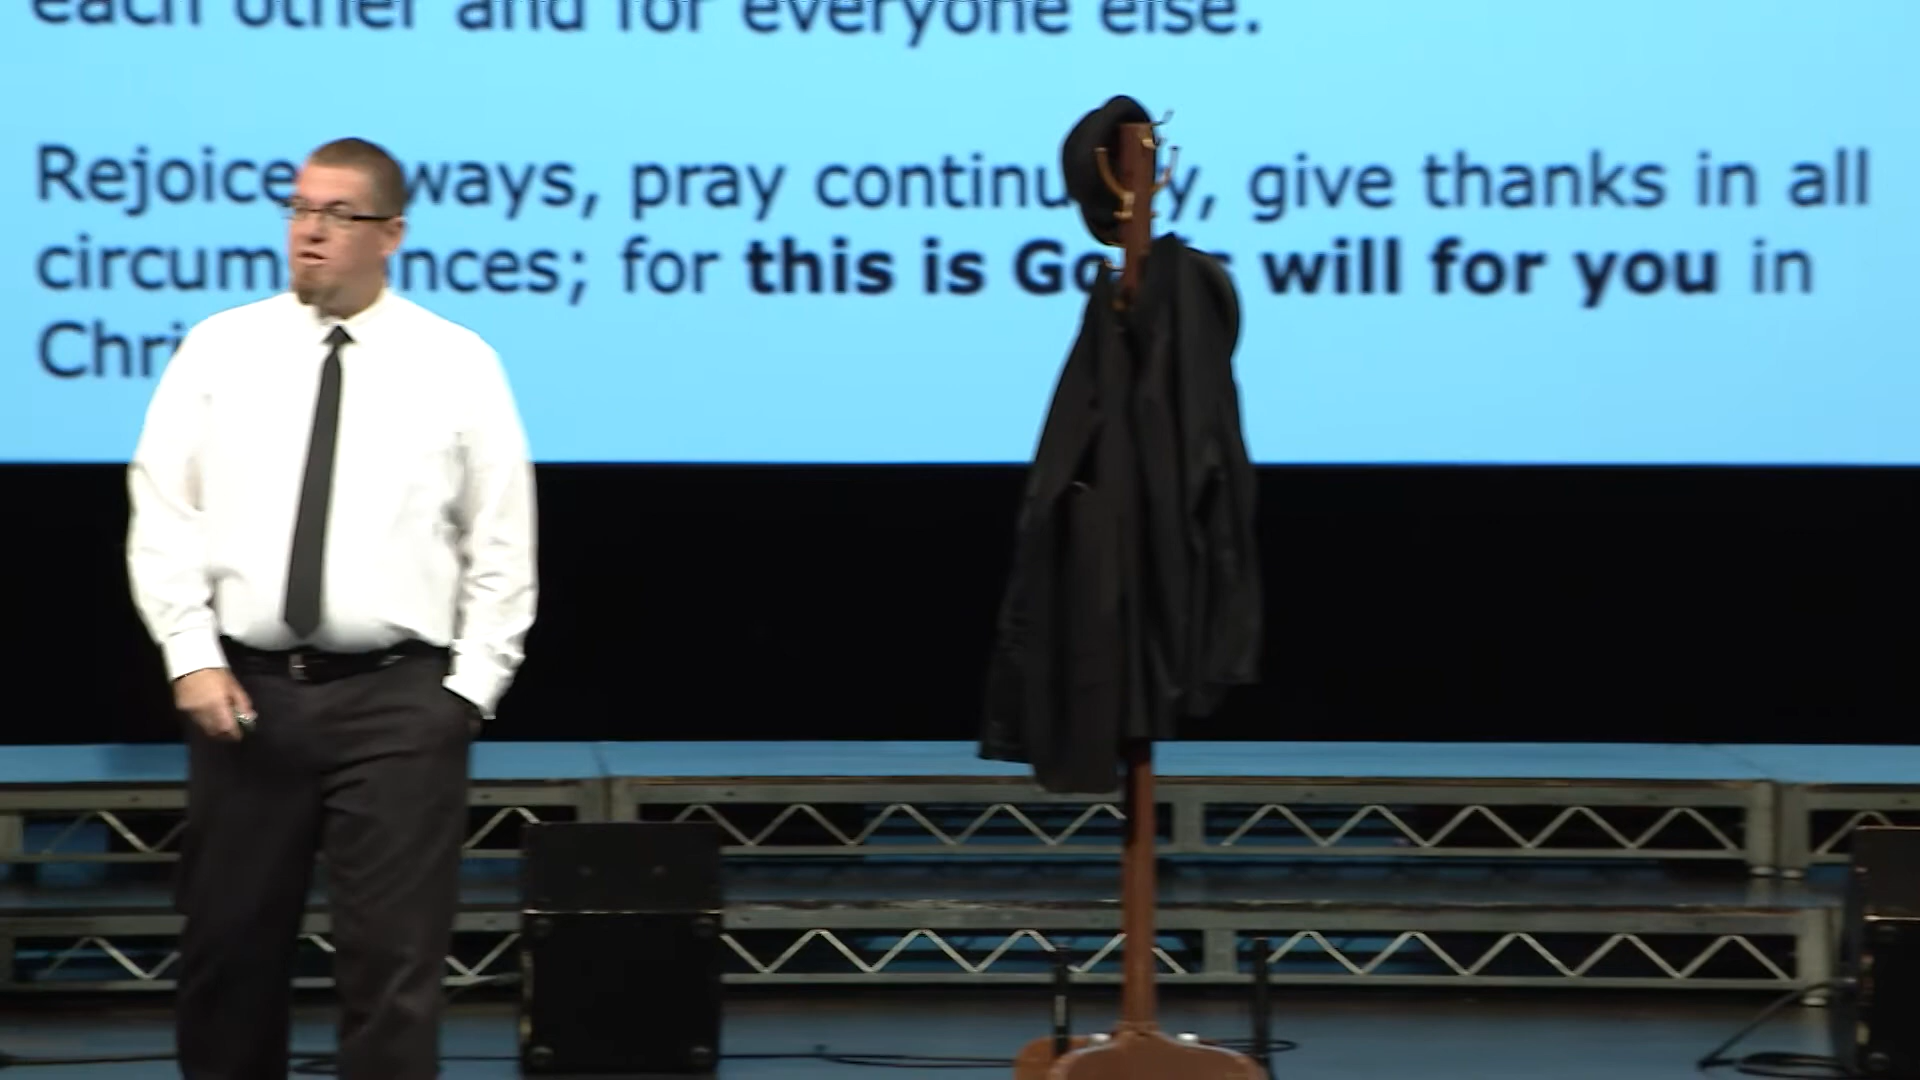 each other and for everyone else.
Rejoice ways, pray continu y, give thanks in all
circum nces; for this is Go s will for you in
Chri